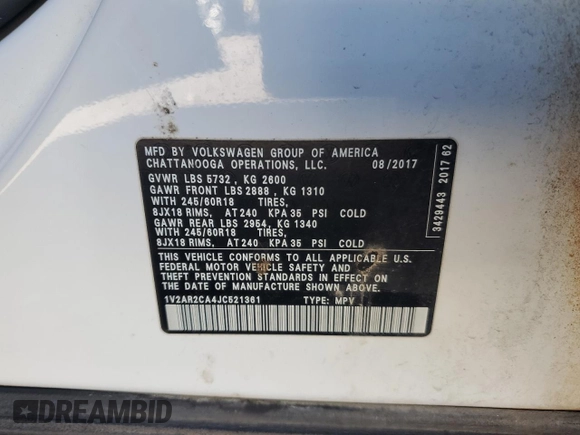 MFD BY VOLKSWAGEN GROUP OF AMERICA
CHATTANOOGA OPERATIONS, LLC. 08/2017
GVWR LBS 5732 , KG 2600
GAWR FRONT LBS 2888 , KG 1310
WITH 245/60R18 TIRES,
8JX18 RIMS, AT 240 KPA 35 PSI COLD
GAWR REAR LBS 2954, KG 1340
WITH 245/60R18 TIRES,
8JX18 RIMS, AT 240 KPA 35 PSI COLD
THIS VEHICLE CONFORMS TO ALL APPLICABLE U.S.
FEDERAL MOTOR VEHICLE SAFETY AND
THEFT PREVENTION STANDARDS IN EFFECT ON
THE DATE OF MANUFACTURE SHOWN ABOVE.
1V2AR2CA4JC521361 TYPE: MPV
3429443 2017 62
DREAMBID